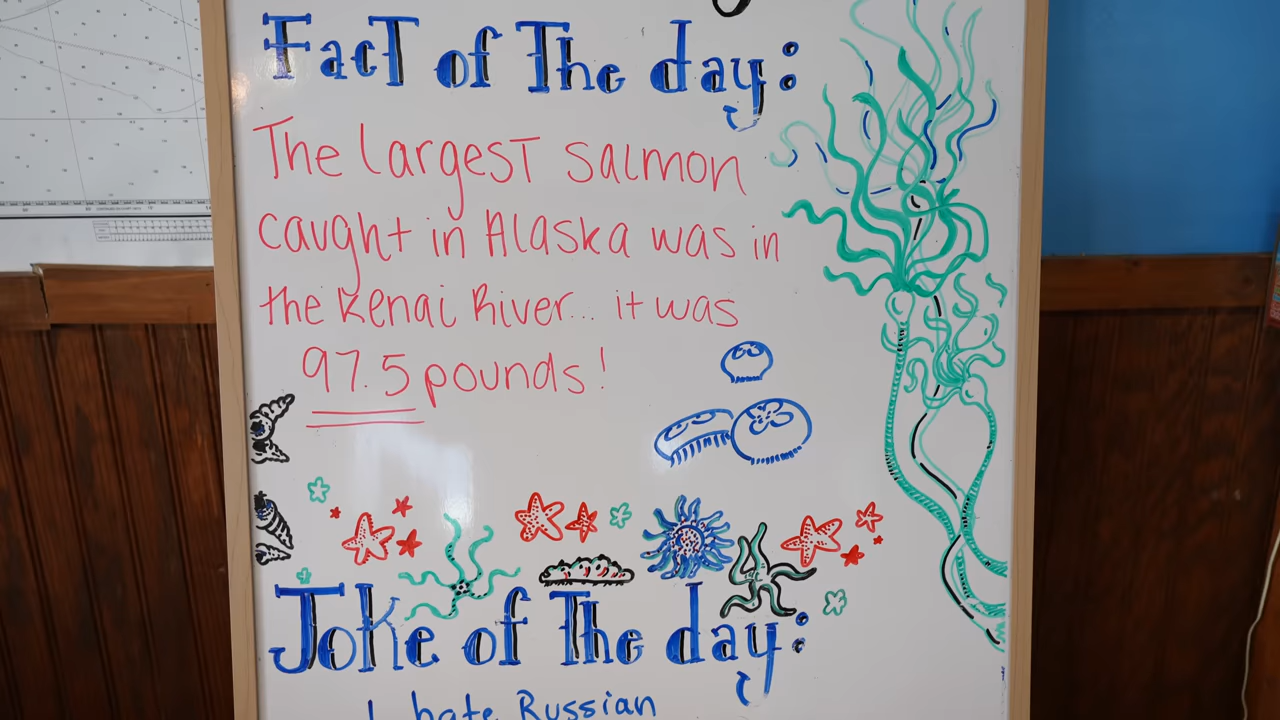 Fact of The day:
The Largest Salmon
caught in Alaska was in
the Kenai River... it was
97.5 pounds!
Joke of The day:
I hate Russian